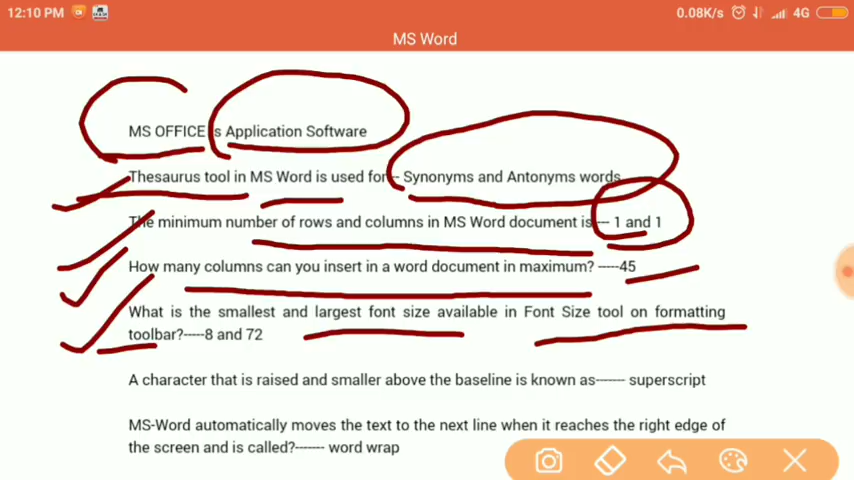 12:10 PM
0.08K/s 4G
MS Word
MS OFFICE is Application Software
Thesaurus tool in MS Word is used for-- Synonyms and Antonyms words
The minimum number of rows and columns in MS Word document is --- 1 and 1
How many columns can you insert in a word document in maximum? -----45
What is the smallest and largest font size available in Font Size tool on formatting
toolbar?-----8 and 72
A character that is raised and smaller above the baseline is known as------- superscript
MS-Word automatically moves the text to the next line when it reaches the right edge of
the screen and is called?------- word wrap